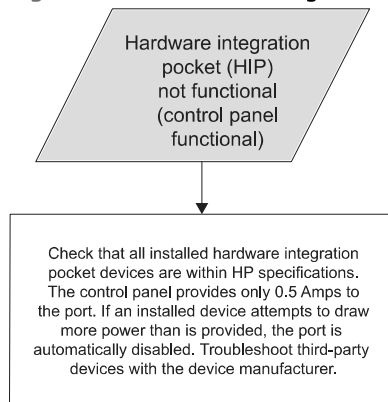 Hardware integration
pocket (HIP)
not functional
(control panel
functional)
Check that all installed hardware integration
pocket devices are within HP specifications.
The control panel provides only 0.5 Amps to
the port. If an installed device attempts to draw
more power than is provided, the port is
automatically disabled. Troubleshoot third-party
devices with the device manufacturer.